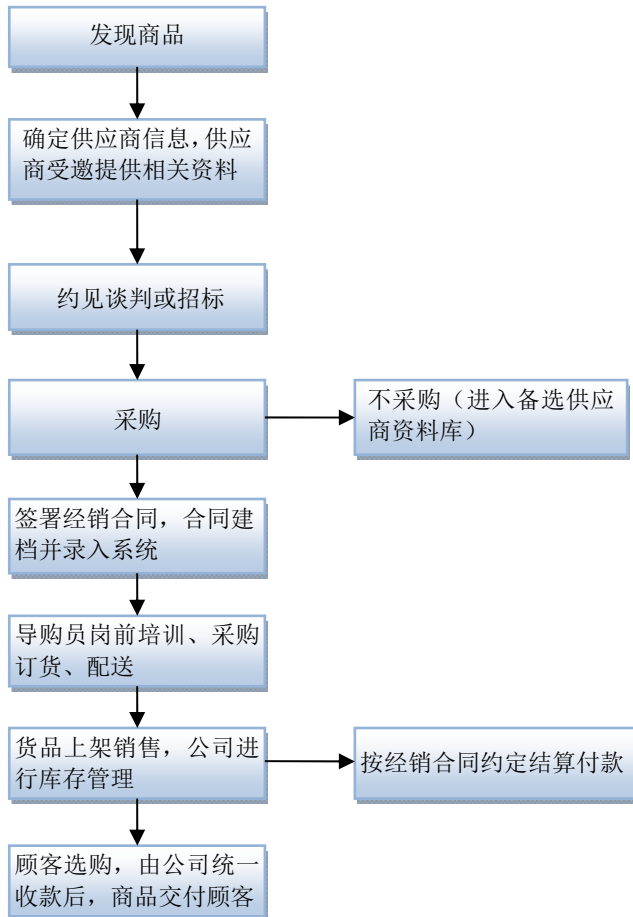 发现商品
确定供应商信息，供应
商受邀提供相关资料
约见谈判或招标
采购
不采购（进入备选供应
商资料库）
签署经销合同，合同建
档并录入系统
导购员岗前培训、采购
订货、配送
货品上架销售，公司进
行库存管理
按经销合同约定结算付款
顾客选购，由公司统一
收款后，商品交付顾客